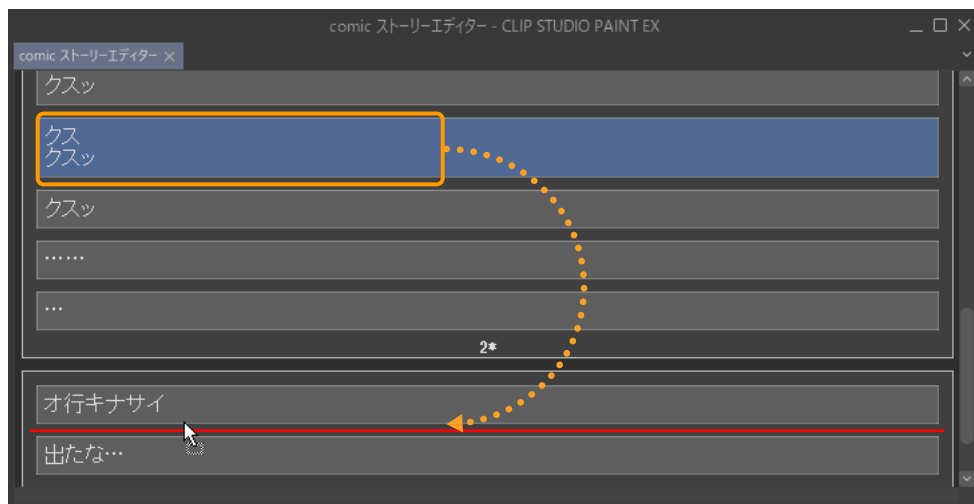 comic ストーリーエディター - CLIP STUDIO PAINT EX
comic ストーリーエディター
クスッ
クス
クスッ
クスッ
……
…
2*
オ行キナサイ
出たな…